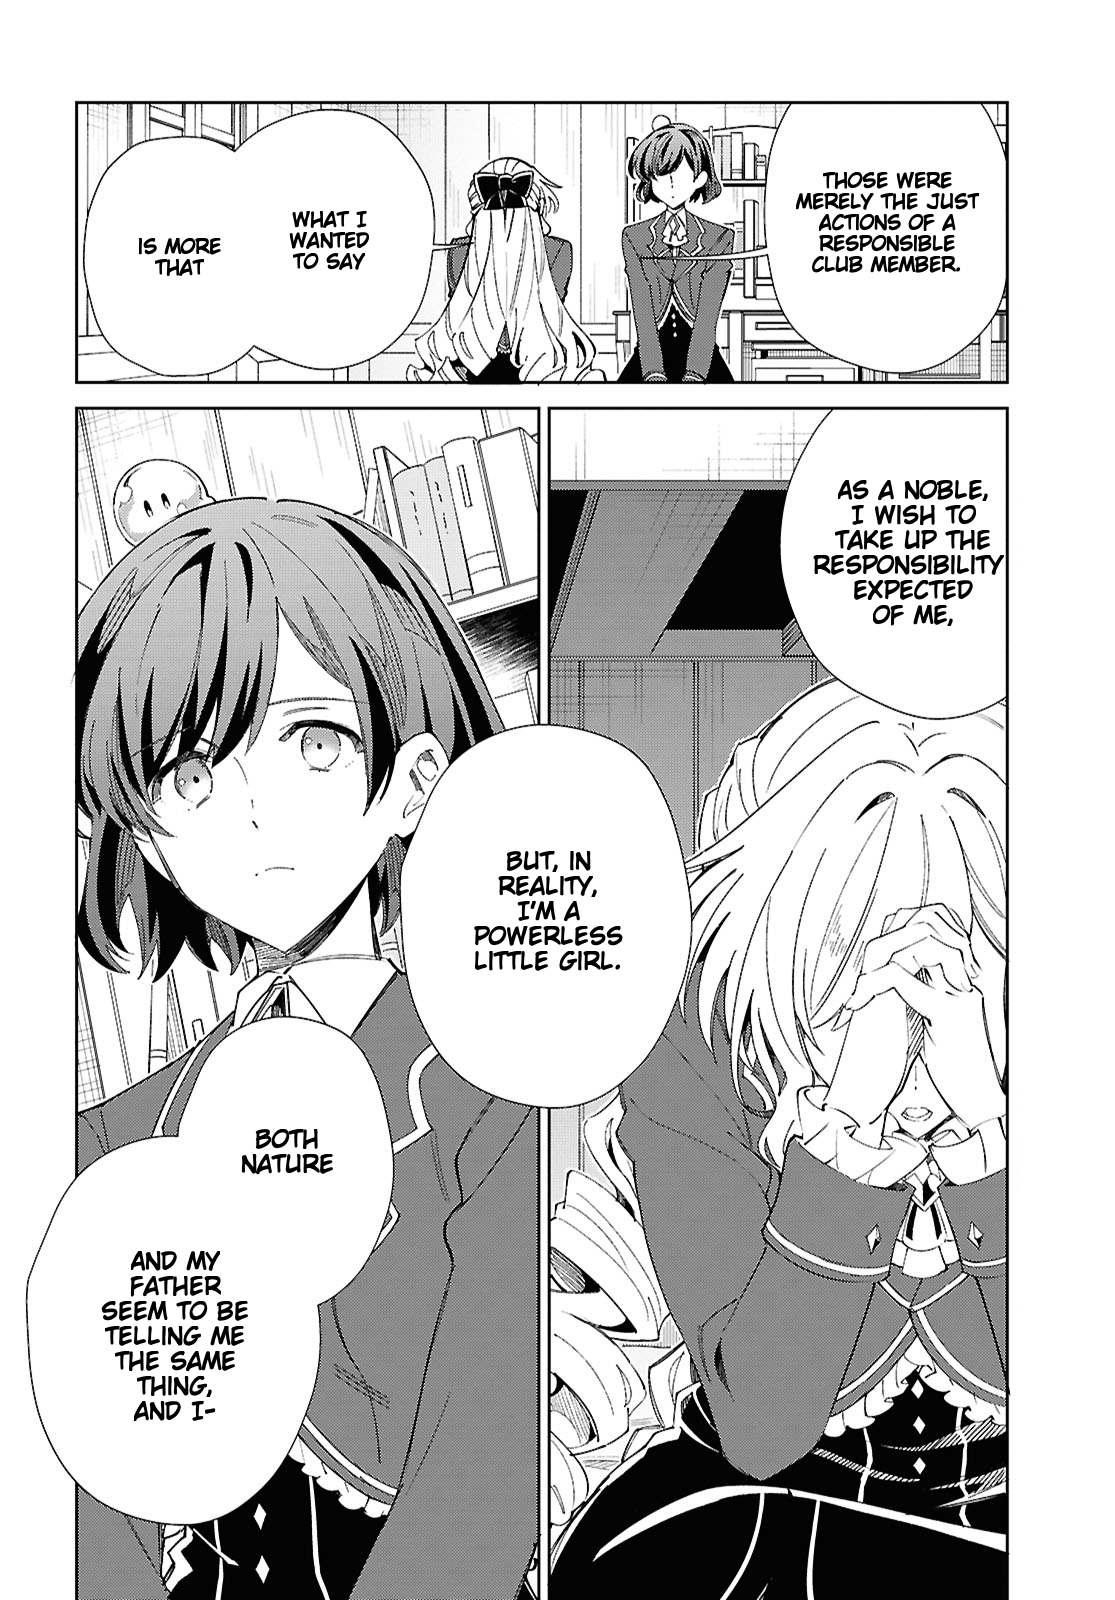 THOSE WERE
MERELY THE JUST
ACTIONS OF A
RESPONSIBLE
CLUB MEMBER.
WHAT I
WANTED
TO SAY
IS MORE
THAT
AS A NOBLE,
I WISH TO
TAKE UP THE
RESPONSIBILITY
EXPECTED
OF ME,
BUT, IN
REALITY,
I'M A
POWERLESS
LITTLE GIRL.
BOTH
NATURE
AND MY
FATHER
SEEM TO BE
TELLING ME
THE SAME
THING,
AND I-